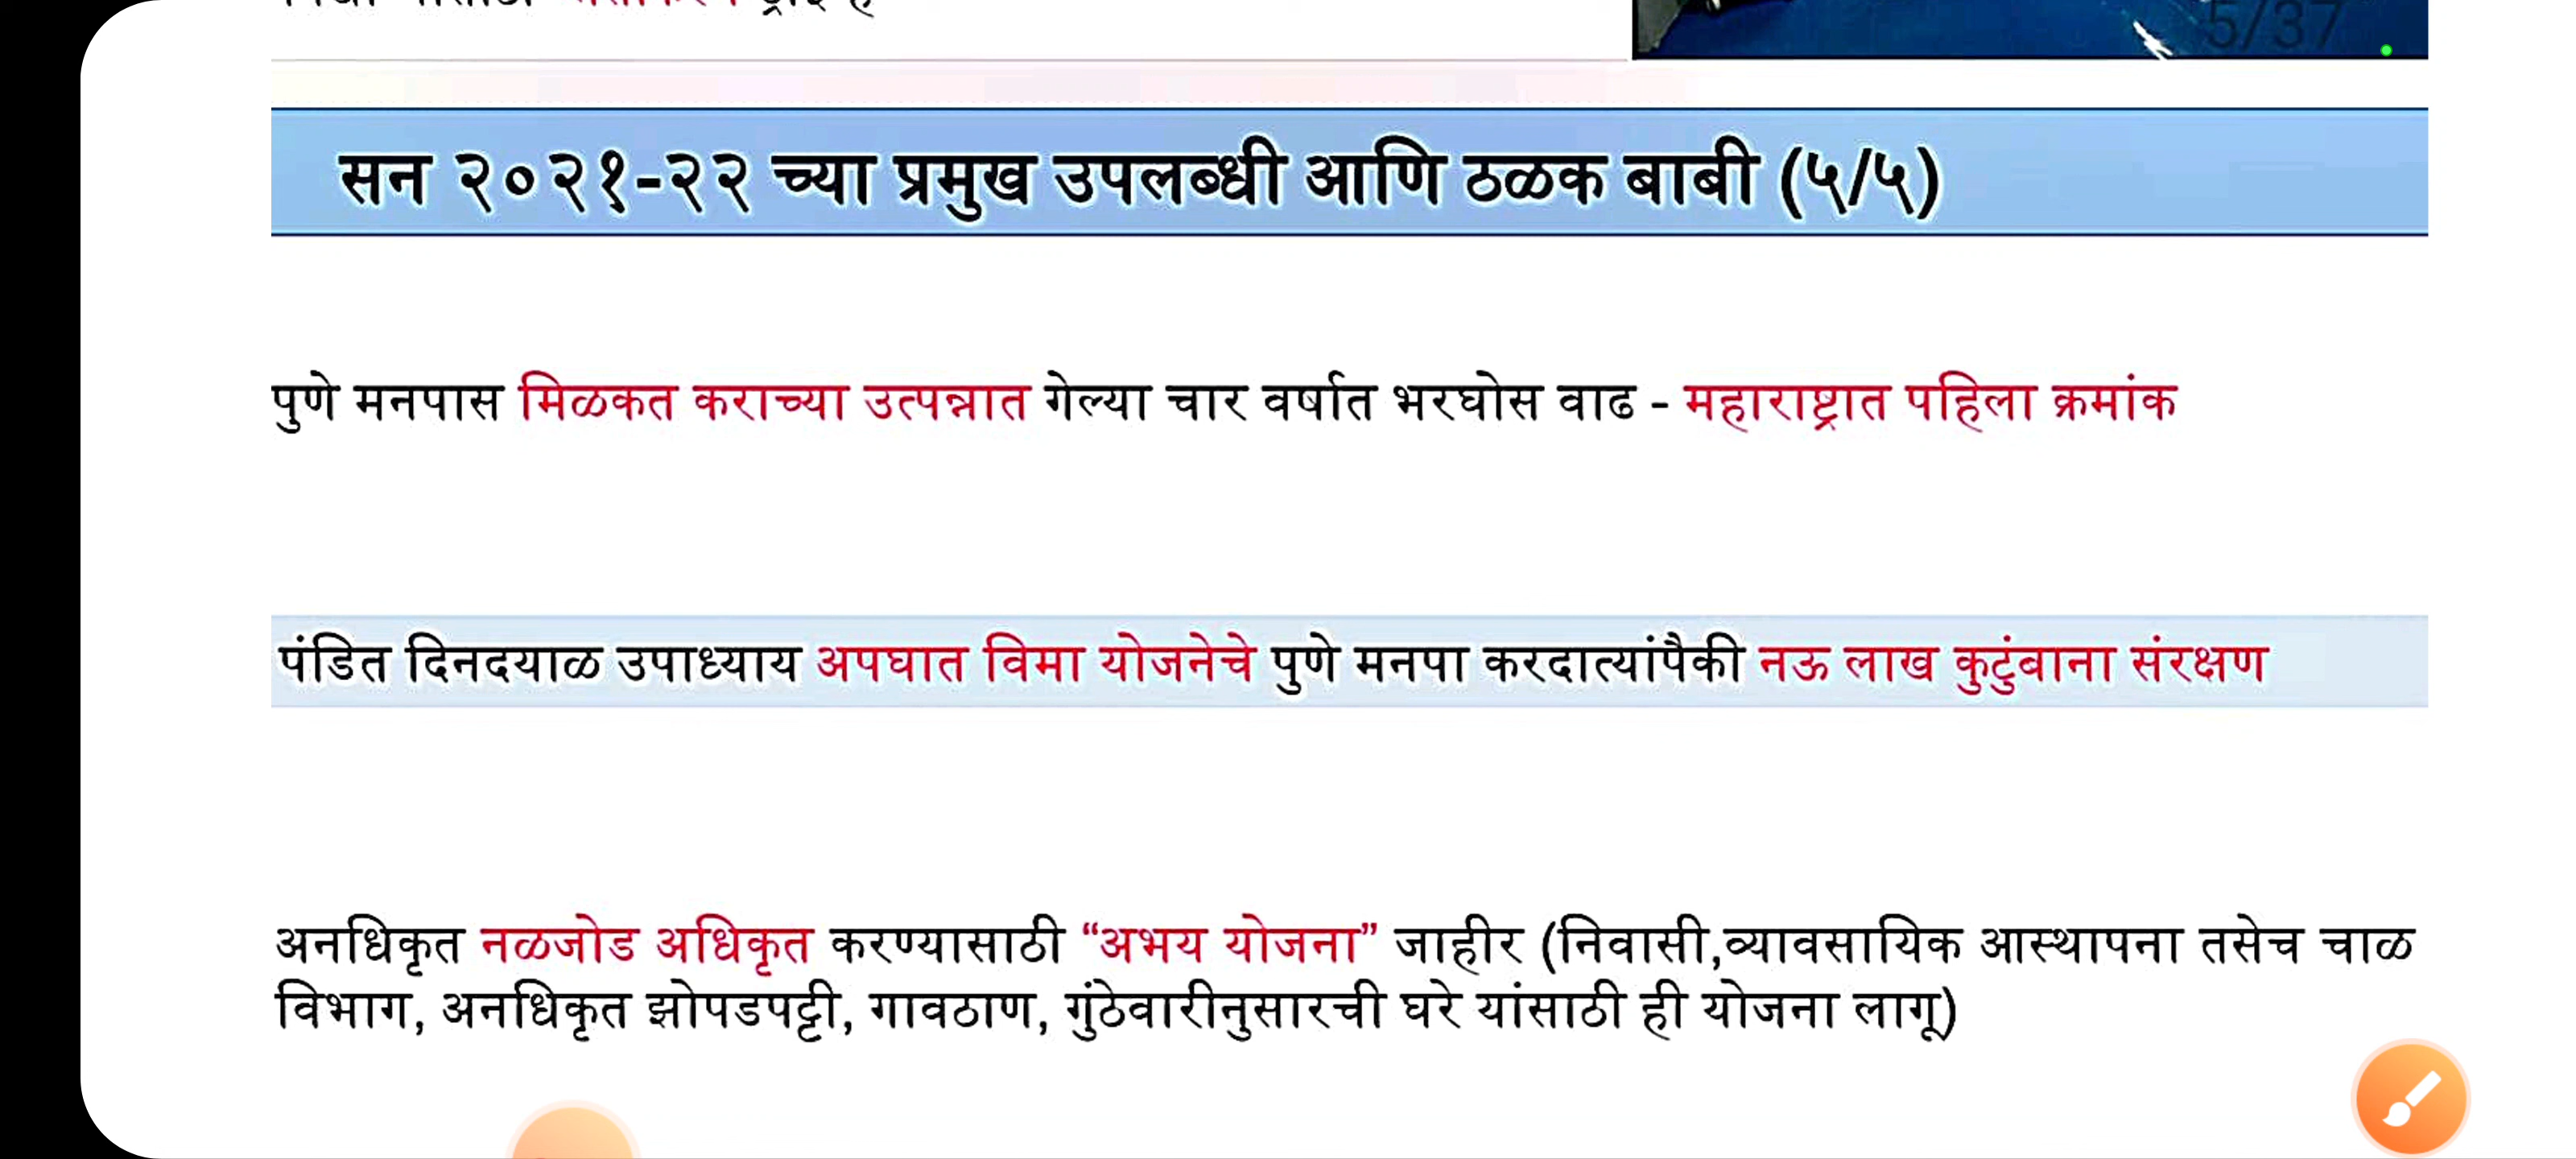 5/37
सन २०२१-२२ च्या प्रमुख उपलब्धी आणि ठळक बाबी (५/५)
पुणे मनपास मिळकत कराच्या उत्पन्नात गेल्या चार वर्षात भरघोस वाढ - महाराष्ट्रात पहिला क्रमांक
पंडित दिनदयाळ उपाध्याय अपघात विमा योजनेचे पुणे मनपा करदात्यांपैकी नऊ लाख कुटुंबाना संरक्षण
अनधिकृत नळजोड अधिकृत करण्यासाठी “अभय योजना” जाहीर (निवासी,व्यावसायिक आस्थापना तसेच चाळ
विभाग, अनधिकृत झोपडपट्टी, गावठाण, गुंठेवारीनुसारची घरे यांसाठी ही योजना लागू)